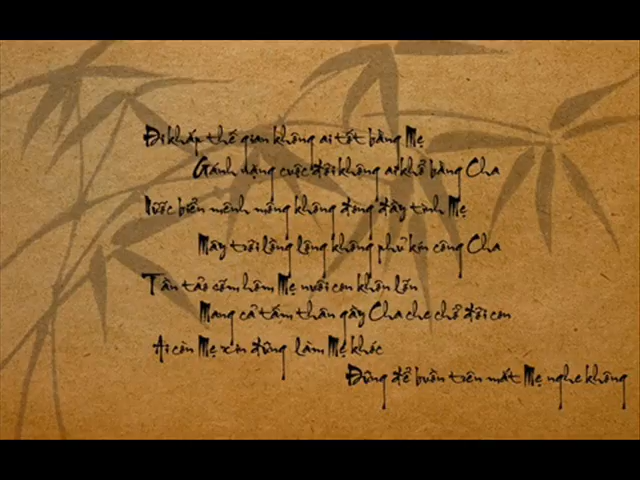 Đi khắp thế gian không ai tốt bằng Mẹ
Gánh nặng cuộc đời không ai khổ bằng Cha
Nước biển mênh mông không đong đầy tình Mẹ
Mây trời lồng lộng không phủ kín công Cha
Tần tảo sớm hôm Mẹ nuôi con khôn lớn
Mang cả tấm thân gầy Cha che chở đời con
Ai còn Mẹ xin đừng làm Mẹ khóc
Đừng để buồn trên mắt Mẹ nghe không